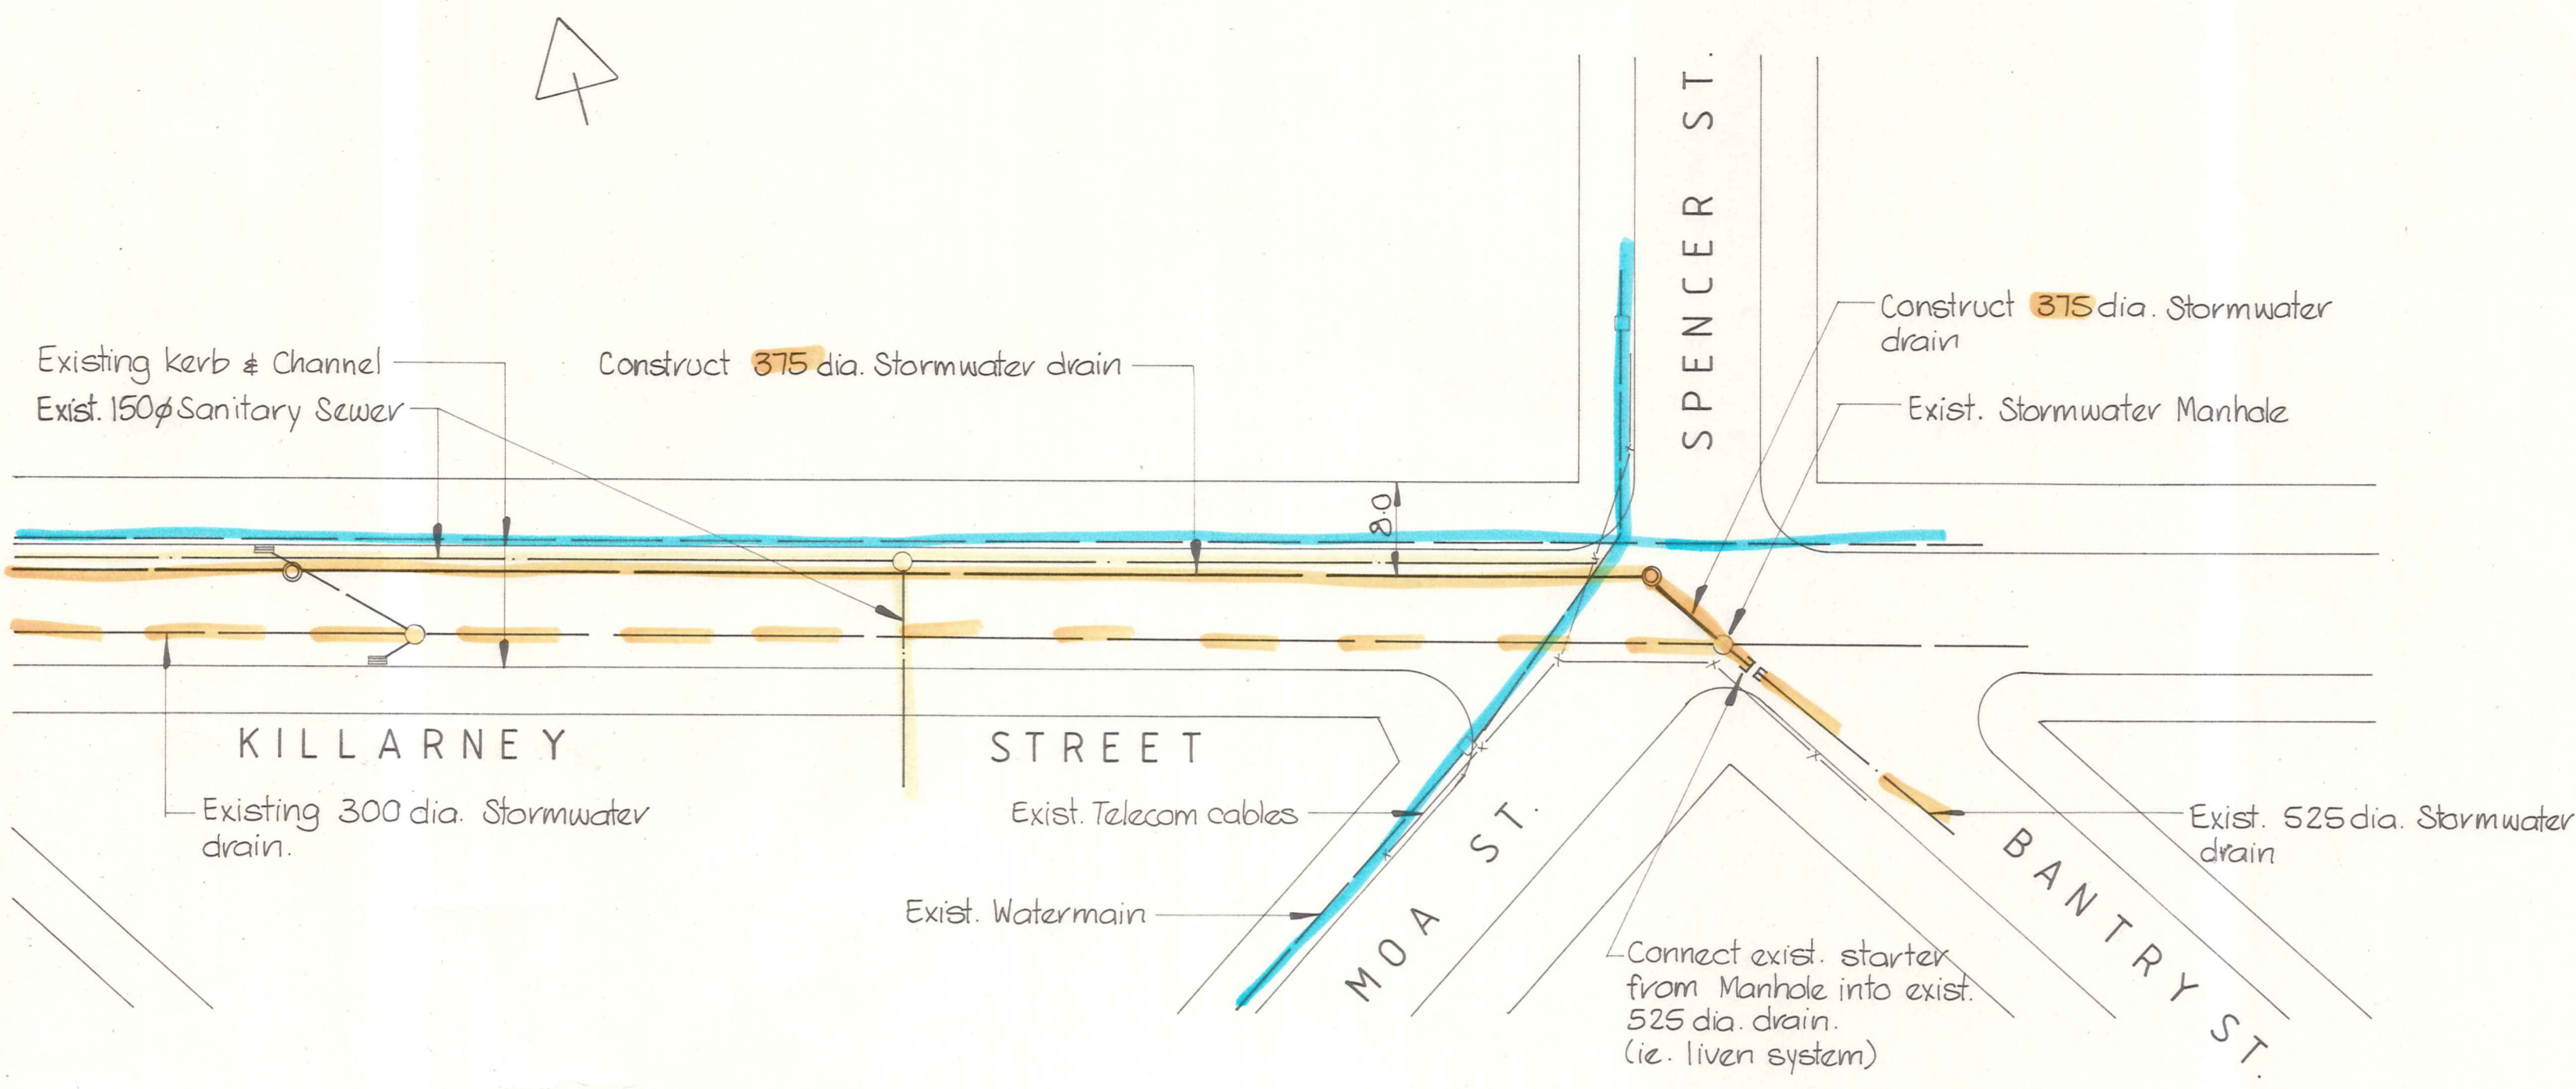 SPENCER ST.
Construct 375 dia. Stormwater
drain
Exist. Stormwater Manhole
Existing kerb & Channel
Exist. 150ø Sanitary Sewer
Construct 375 dia. Stormwater drain
8.0
KILLARNEY STREET
Existing 300 dia. Stormwater
drain.
Exist. Telecom cables
Exist. Watermain
MOA ST.
Exist. 525 dia. Stormwater
drain
BANTRY ST.
Connect exist. starter
from Manhole into exist.
525 dia. drain.
(ie. liven system)